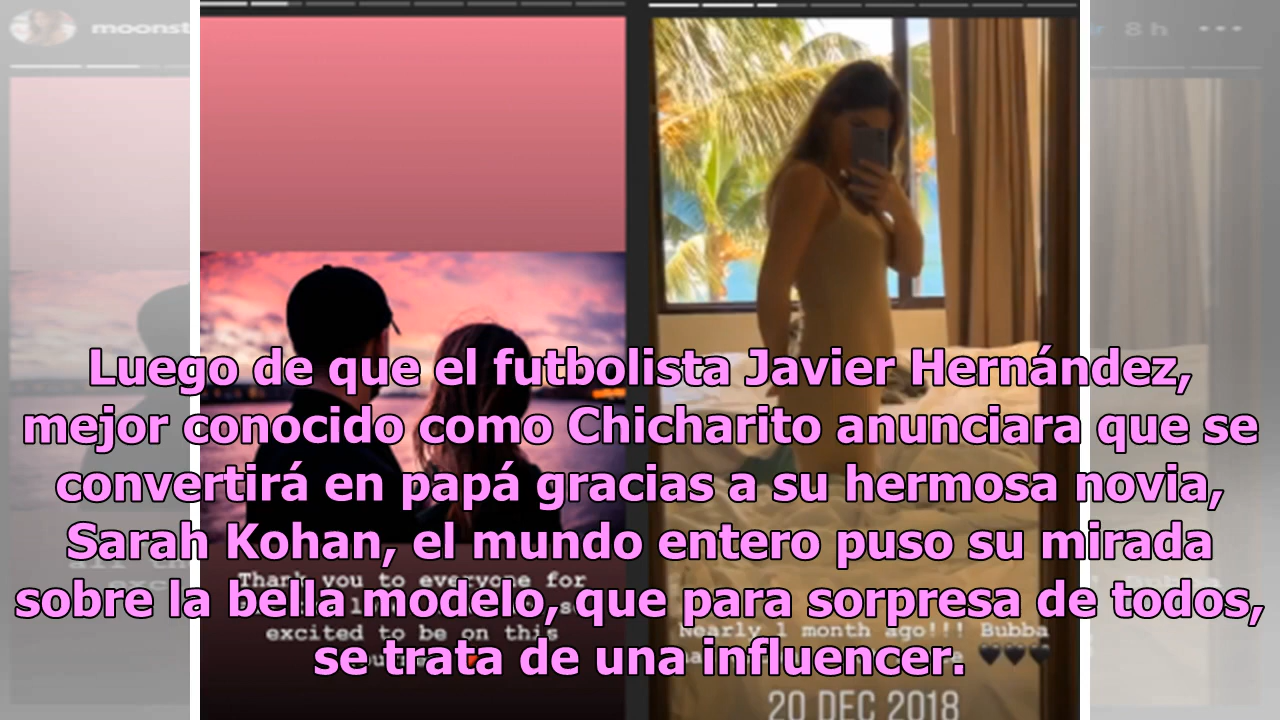 moonst
8h
Luego de que el futbolista Javier Hernández,
mejor conocido como Chicharito anunciara que se
convertirá en papá gracias a su hermosa novia,
Sarah Kohan, el mundo entero puso su mirada
sobre la bella modelo, que para sorpresa de todos,
se trata de una influencer.
Thank you to everyone for
excited to be on this
Nearly 1 month ago!!! Bubba
20 DEC 2018